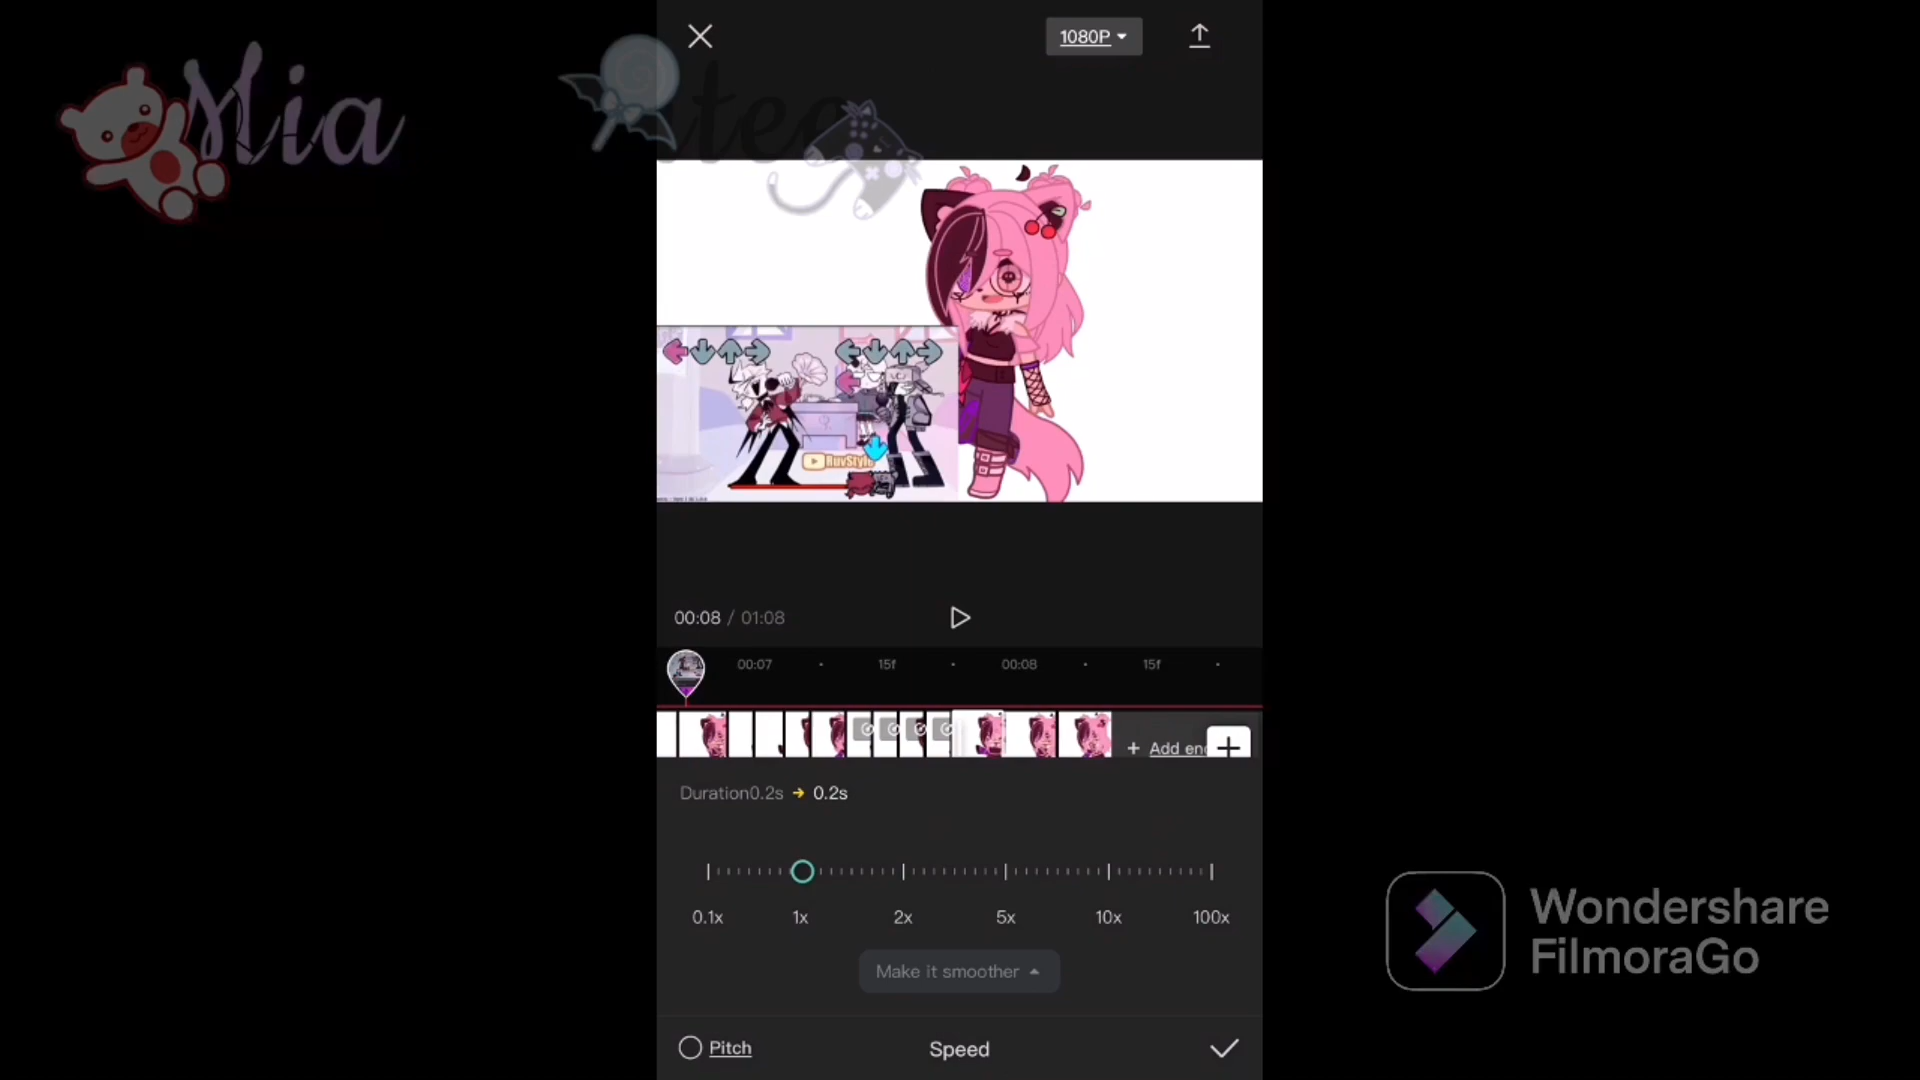 Mia
1080P
RuvStyle
00:08 / 01:08
00:07
15f
00:08
15f
+ Add en
Duration0.2s → 0.2s
0.1x 1x 2x 5x 10x 100x
Make it smoother
Pitch
Speed
Wondershare
FilmoraGo